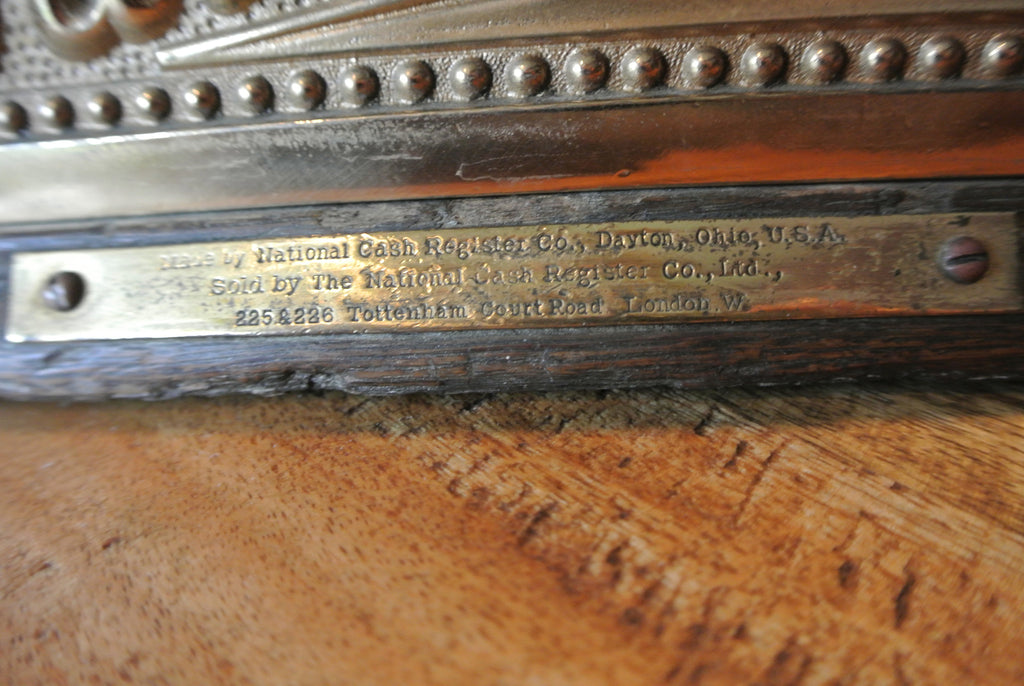 Made by National Cash Register Co., Dayton, Ohio, U.S.A.
Sold by The National Cash Register Co., Ltd.,
225 & 226 Tottenham Court Road London. W.